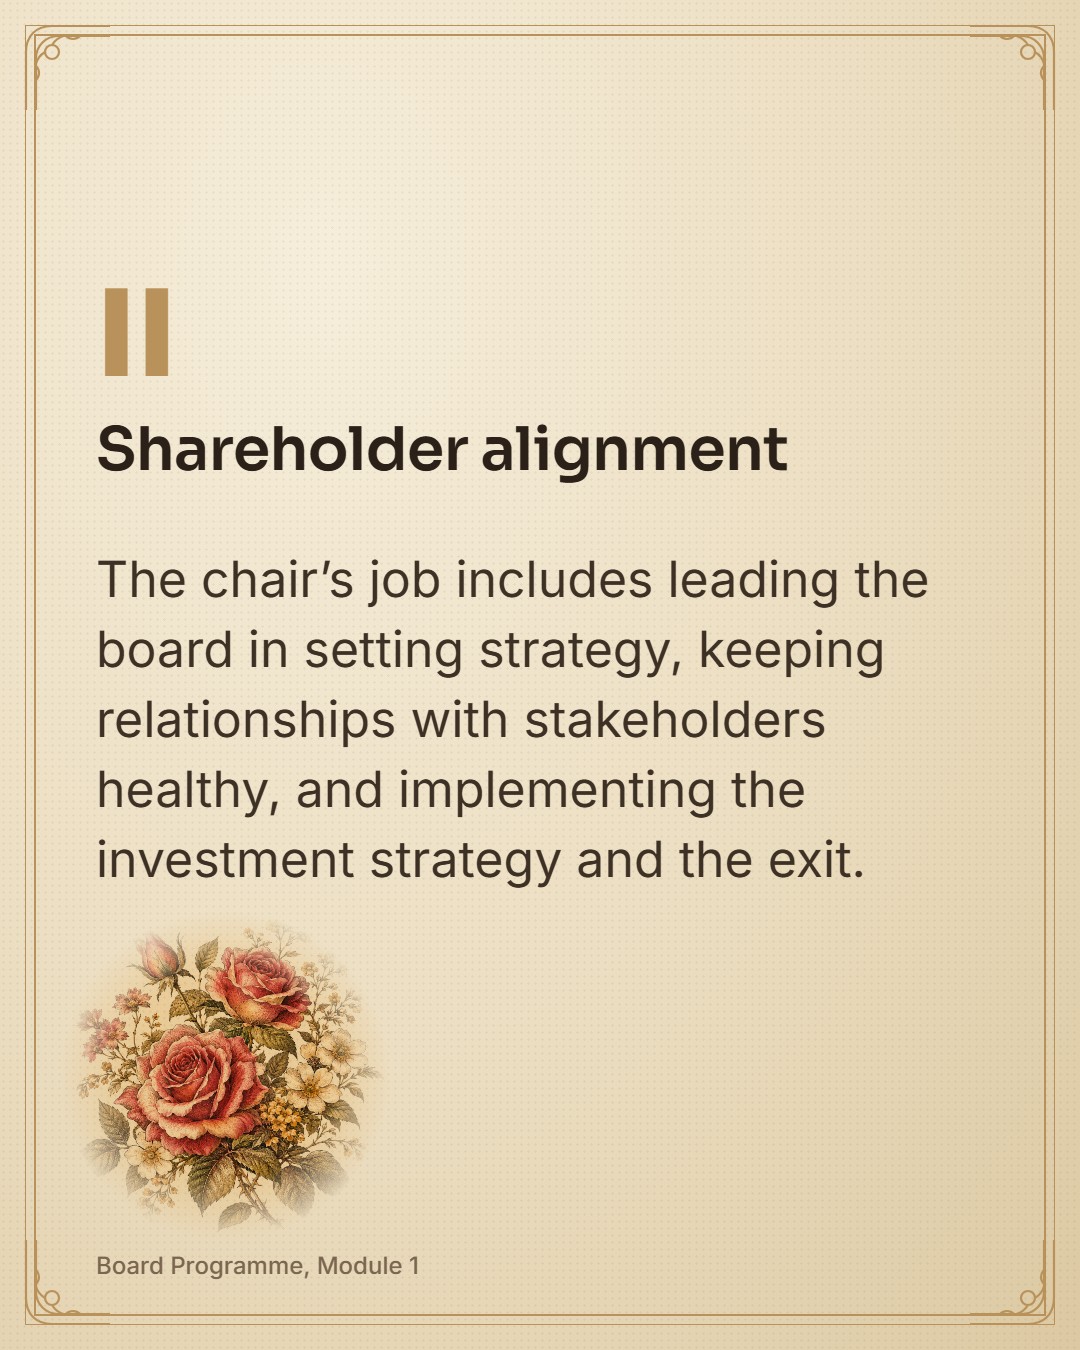 II
Shareholder alignment
The chair’s job includes leading the
board in setting strategy, keeping
relationships with stakeholders
healthy, and implementing the
investment strategy and the exit.
Board Programme, Module 1